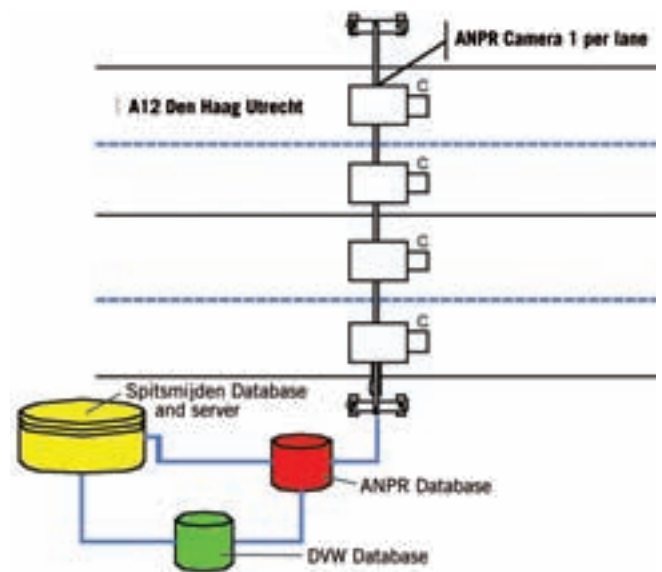 ANPR Camera 1 per lane
C
A12 Den Haag Utrecht
C
C
C
Spitsmijden Database
and server
ANPR Database
DVW Database